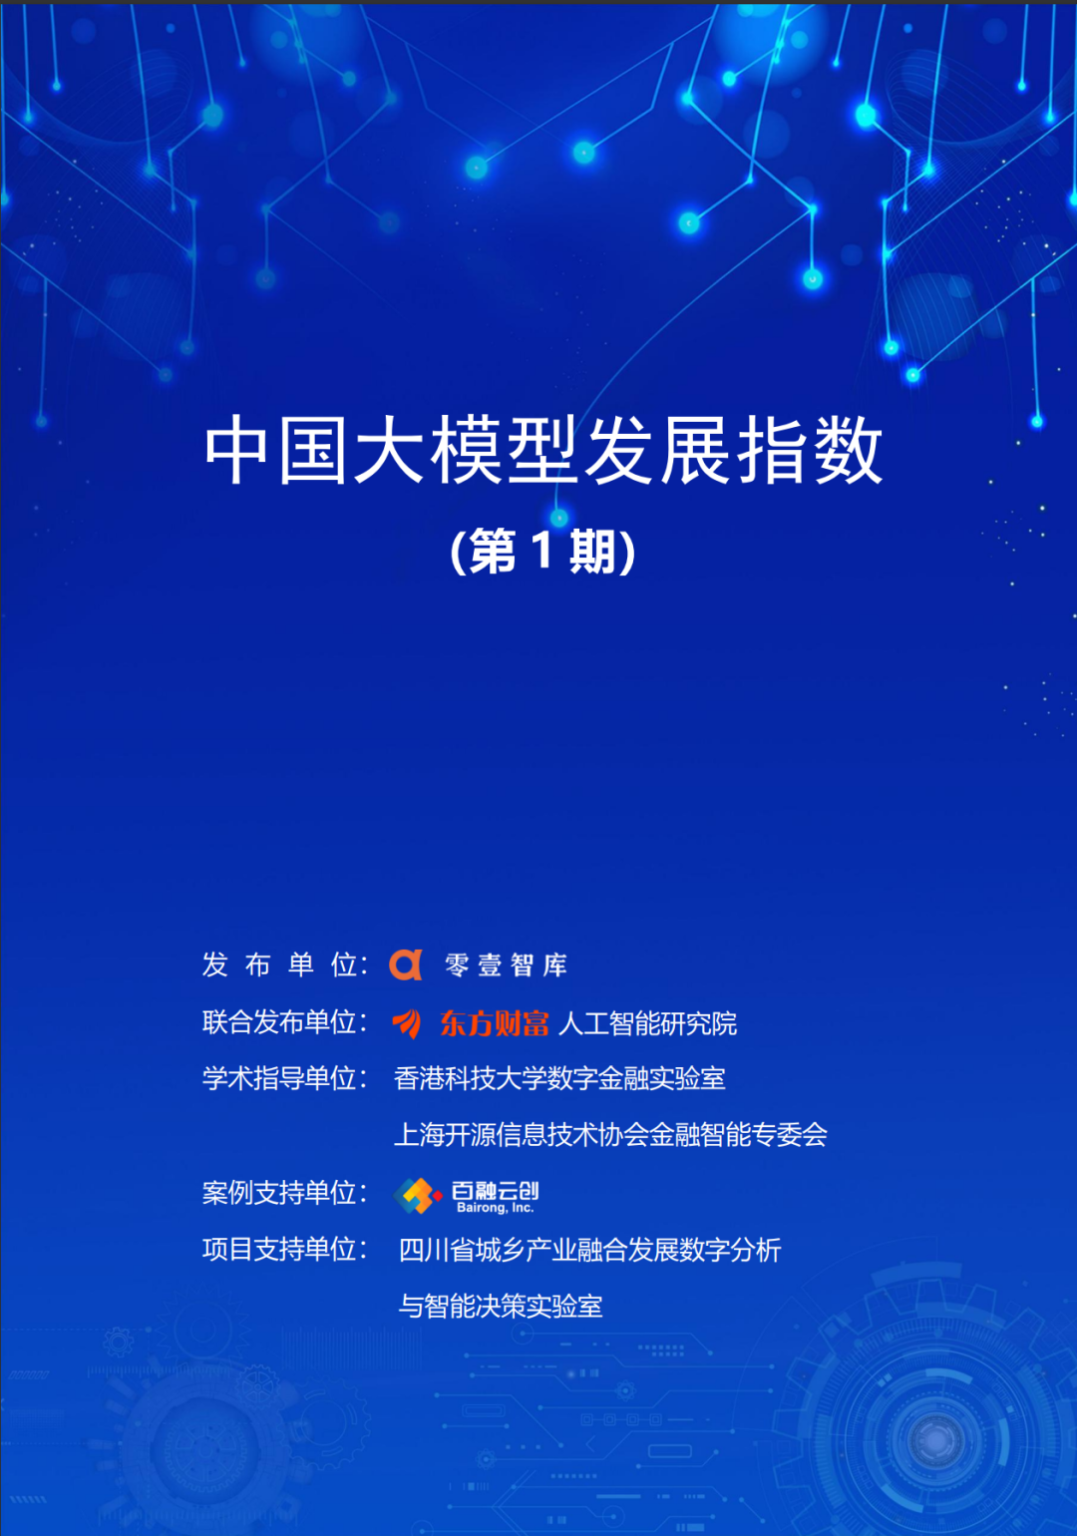 中国大模型发展指数
(第 1 期)
发 布 单 位： 零壹智库
联合发布单位： 东方财富 人工智能研究院
学术指导单位： 香港科技大学数字金融实验室
上海开源信息技术协会金融智能专委会
案例支持单位： 百融云创
Bairong, Inc.
项目支持单位： 四川省城乡产业融合发展数字分析
与智能决策实验室